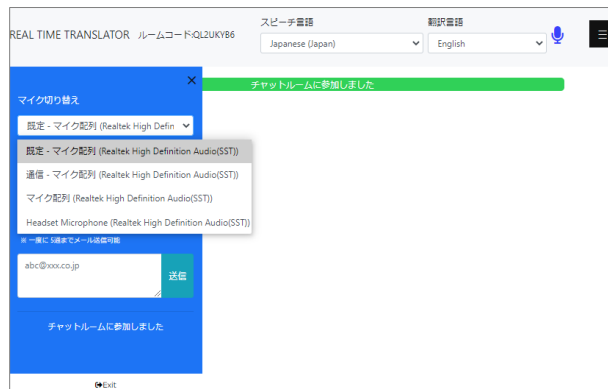 スピーチ言語
翻訳言語
REAL TIME TRANSLATOR ルームコード:QL2UKYB6
Japanese (Japan)
English
×
チャットルームに参加しました
マイク切り替え
既定 - マイク配列 (Realtek High Defin
既定 - マイク配列 (Realtek High Definition Audio(SST))
通信 - マイク配列 (Realtek High Definition Audio(SST))
マイク配列 (Realtek High Definition Audio(SST))
Headset Microphone (Realtek High Definition Audio(SST))
※ 一度に 5通までメール送信可能
abc@xxx.co.jp
送信
チャットルームに参加しました
Exit